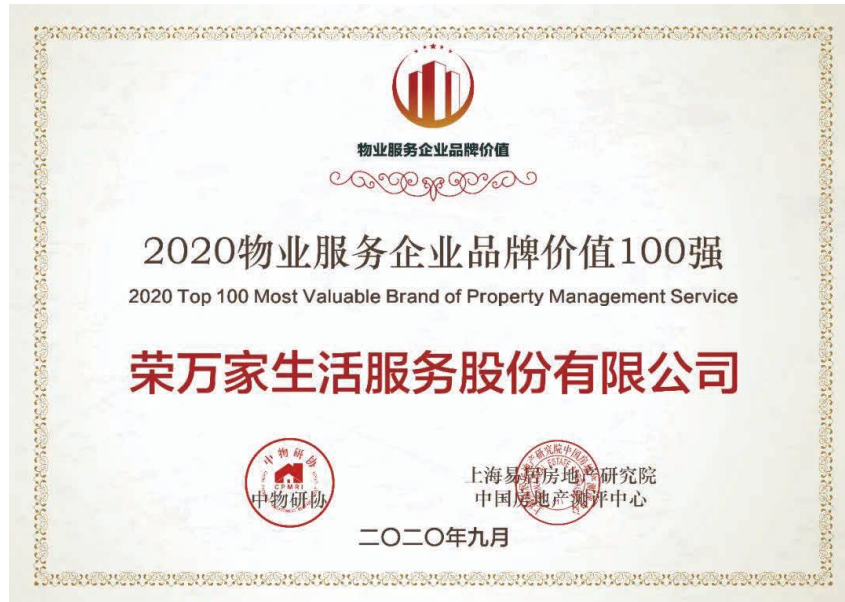 物业服务企业品牌价值
2020物业服务企业品牌价值100强
2020 Top 100 Most Valuable Brand of Property Management Service
荣万家生活服务股份有限公司
中物研协
CPMRI
中物研协
上海易居房地产研究院
中国房地产测评中心
二〇二〇年九月